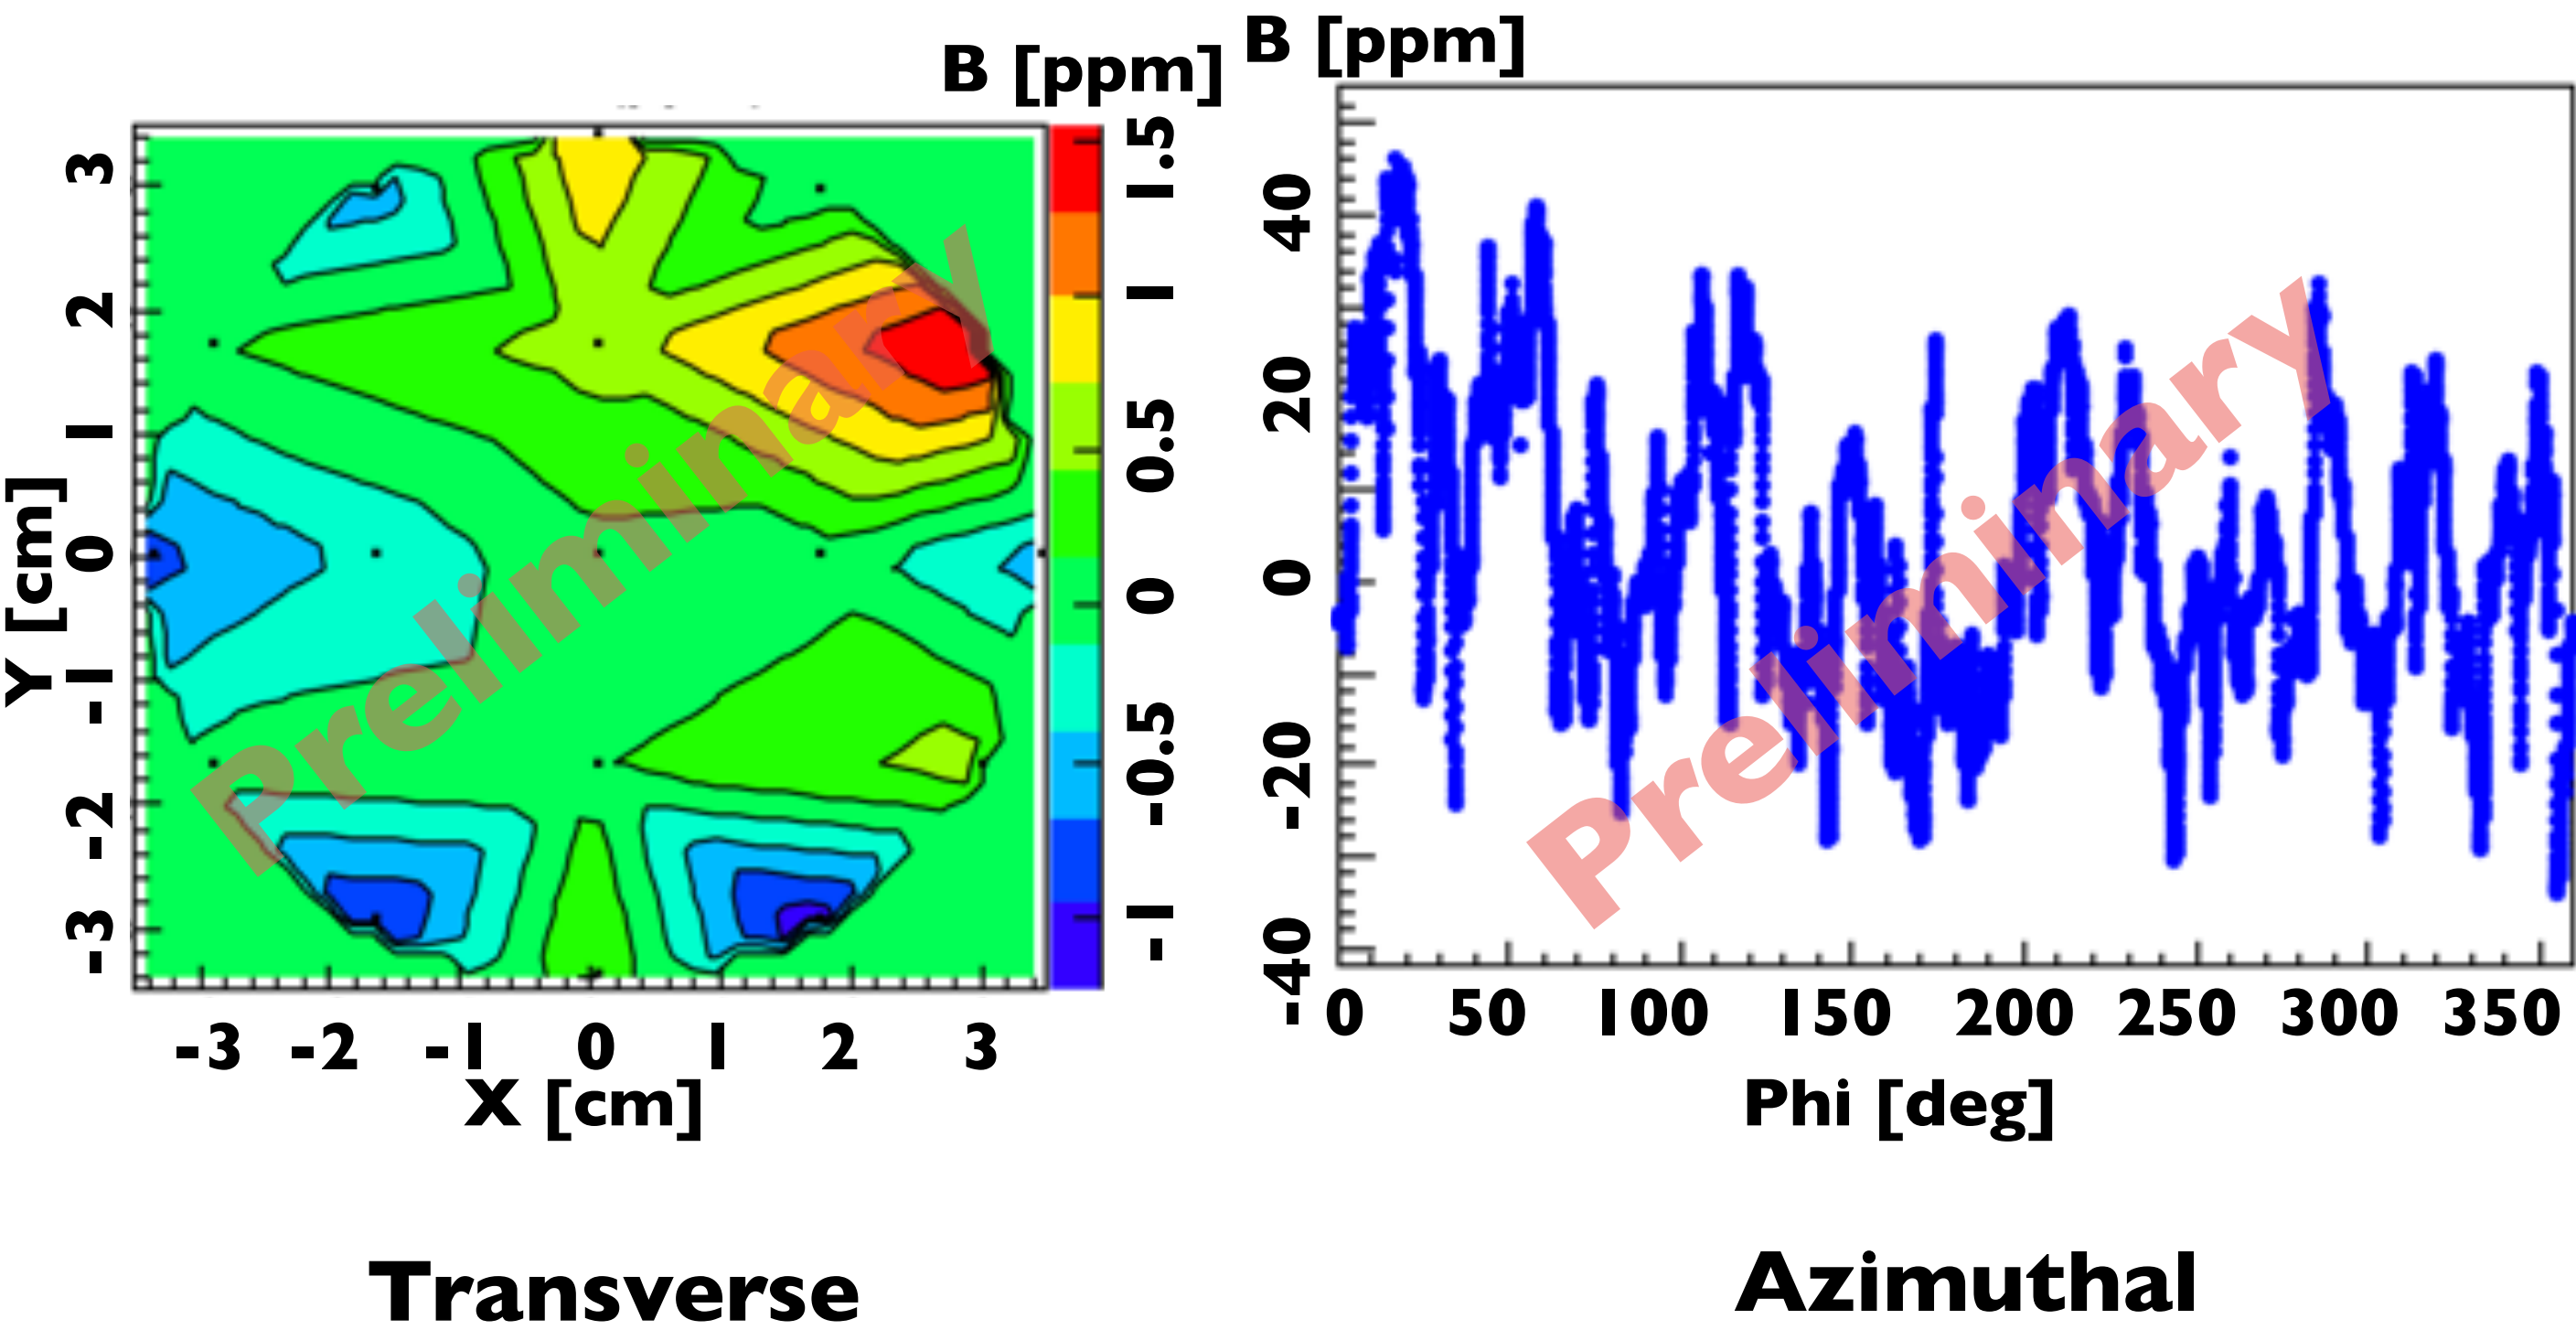 B [ppm]
1.5
1
0.5
0
-0.5
-1
3
2
1
0
-1
-2
-3
Y [cm]
-3 -2 -1 0 1 2 3
X [cm]
Preliminary
Transverse
B [ppm]
40
20
0
-20
-40
0 50 100 150 200 250 300 350
Phi [deg]
Preliminary
Azimuthal